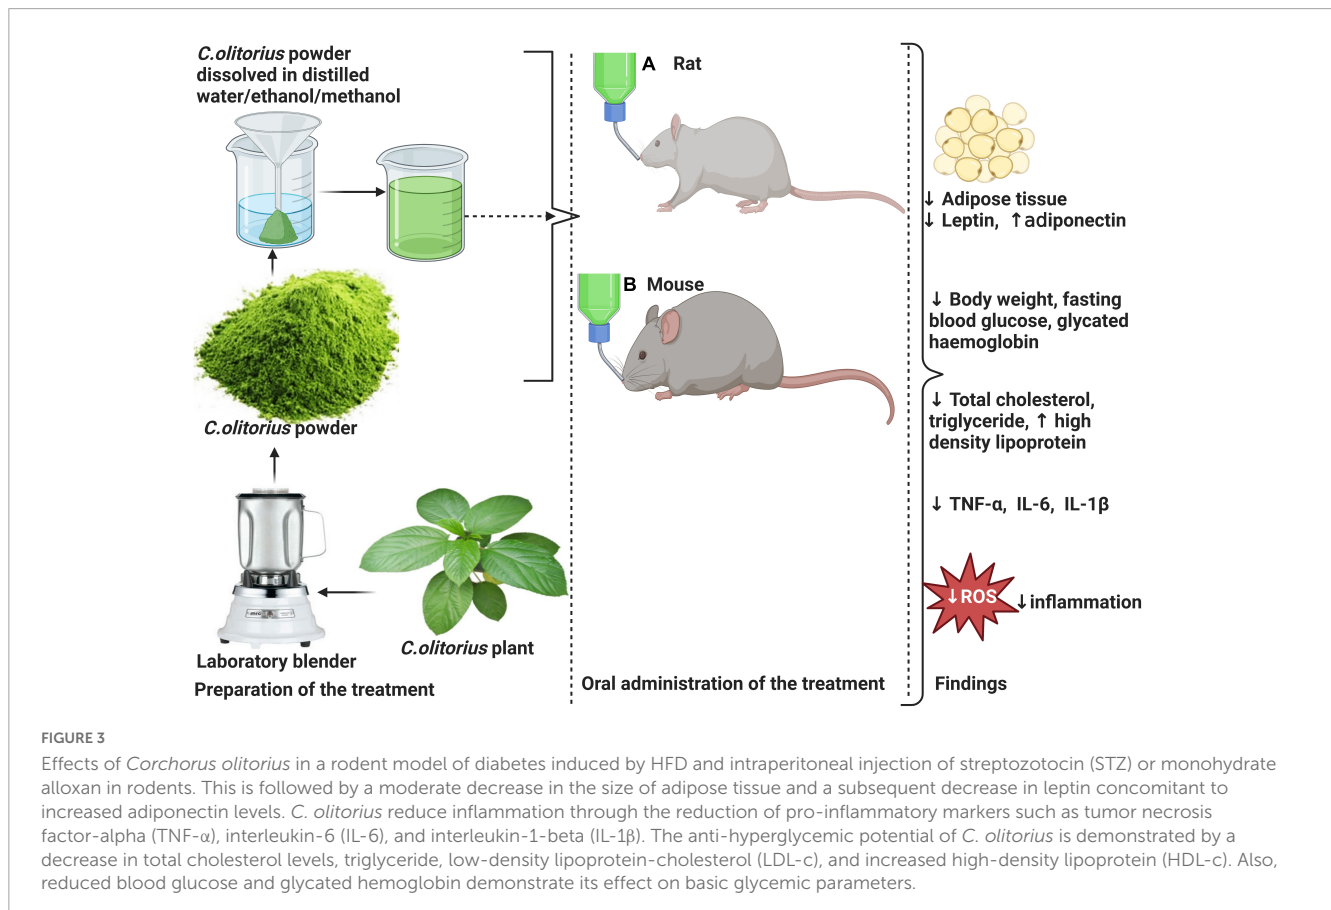 C.olitorius powder
dissolved in distilled
water/ethanol/methanol
C.olitorius powder
Laboratory blender
C.olitorius plant
Preparation of the treatment
A Rat
B Mouse
Oral administration of the treatment
↓ Adipose tissue
↓ Leptin, ↑adiponectin
↓ Body weight, fasting
blood glucose, glycated
haemoglobin
↓ Total cholesterol,
triglyceride, ↑ high
density lipoprotein
↓ TNF-α, IL-6, IL-1β
↓ROS
↓inflammation
Findings
FIGURE 3
Effects of Corchorus olitorius in a rodent model of diabetes induced by HFD and intraperitoneal injection of streptozotocin (STZ) or monohydrate
alloxan in rodents. This is followed by a moderate decrease in the size of adipose tissue and a subsequent decrease in leptin concomitant to
increased adiponectin levels. C. olitorius reduce inflammation through the reduction of pro-inflammatory markers such as tumor necrosis
factor-alpha (TNF-α), interleukin-6 (IL-6), and interleukin-1-beta (IL-1β). The anti-hyperglycemic potential of C. olitorius is demonstrated by a
decrease in total cholesterol levels, triglyceride, low-density lipoprotein-cholesterol (LDL-c), and increased high-density lipoprotein (HDL-c). Also,
reduced blood glucose and glycated hemoglobin demonstrate its effect on basic glycemic parameters.